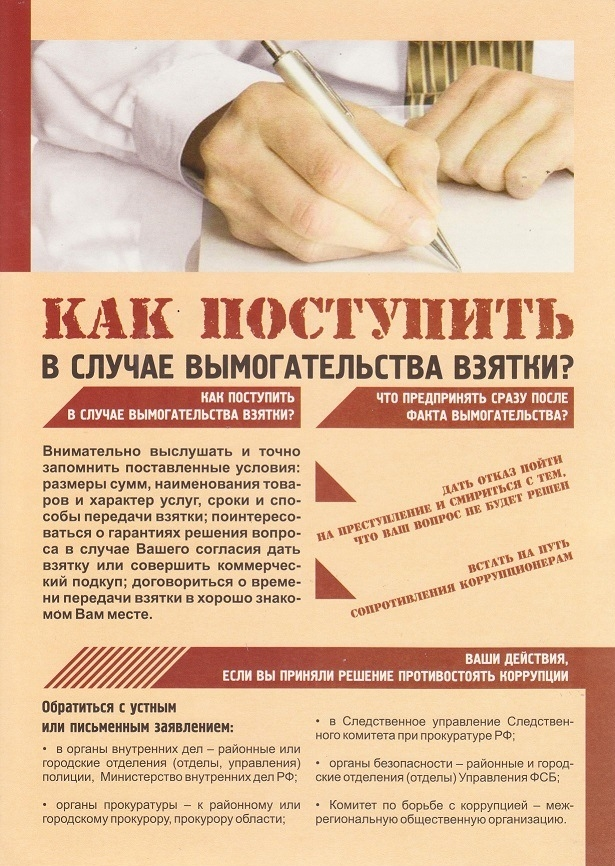 КАК ПОСТУПИТЬ
В СЛУЧАЕ ВЫМОГАТЕЛЬСТВА ВЗЯТКИ?
КАК ПОСТУПИТЬ
В СЛУЧАЕ ВЫМОГАТЕЛЬСТВА ВЗЯТКИ?
Внимательно выслушать и точно
запомнить поставленные условия:
размеры сумм, наименования това-
ров и характер услуг, сроки и спо-
собы передачи взятки; поинтересо-
ваться о гарантиях решения вопро-
са в случае Вашего согласия дать
взятку или совершить коммерчес-
кий подкуп; договориться о време-
ни передачи взятки в хорошо знако-
мом Вам месте.
ЧТО ПРЕДПРИНЯТЬ СРАЗУ ПОСЛЕ
ФАКТА ВЫМОГАТЕЛЬСТВА?
ДАТЬ ОТКАЗ ПОЙТИ
НА ПРЕСТУПЛЕНИЕ И СМИРИТЬСЯ С ТЕМ,
ЧТО ВАШ ВОПРОС НЕ БУДЕТ РЕШЕН
ВСТАТЬ НА ПУТЬ
СОПРОТИВЛЕНИЯ КОРРУПЦИОНЕРАМ
ВАШИ ДЕЙСТВИЯ,
ЕСЛИ ВЫ ПРИНЯЛИ РЕШЕНИЕ ПРОТИВОСТОЯТЬ КОРРУПЦИИ
Обратиться с устным
или письменным заявлением:
• в органы внутренних дел – районные или
городские отделения (отделы, управления)
полиции, Министерство внутренних дел РФ;
• органы прокуратуры – к районному или
городскому прокурору, прокурору области;
• в Следственное управление Следствен-
ного комитета при прокуратуре РФ;
• органы безопасности – районные и город-
ские отделения (отделы) Управления ФСБ;
• Комитет по борьбе с коррупцией – меж-
региональную общественную организацию.